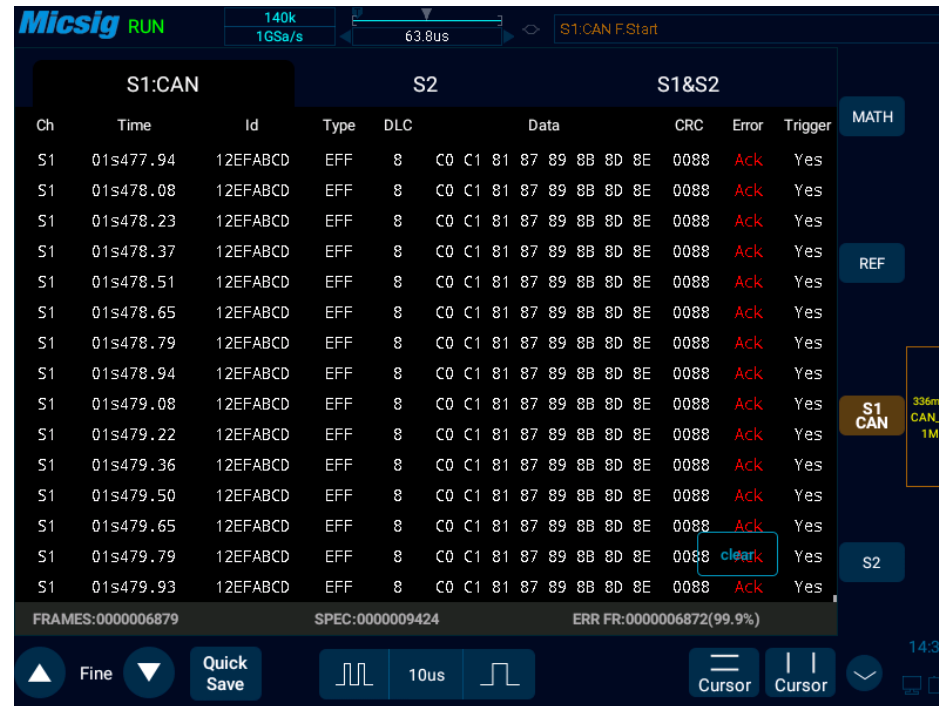 Micsig RUN 140k 1GSa/s 63.8us S1:CAN F.Start
S1:CAN S2 S1&S2
Ch Time Id Type DLC Data CRC Error Trigger
S1 01s477.94 12EFABCD EFF 8 C0 C1 81 87 89 8B 8D 8E 0088 Ack Yes
S1 01s478.08 12EFABCD EFF 8 C0 C1 81 87 89 8B 8D 8E 0088 Ack Yes
S1 01s478.23 12EFABCD EFF 8 C0 C1 81 87 89 8B 8D 8E 0088 Ack Yes
S1 01s478.37 12EFABCD EFF 8 C0 C1 81 87 89 8B 8D 8E 0088 Ack Yes
S1 01s478.51 12EFABCD EFF 8 C0 C1 81 87 89 8B 8D 8E 0088 Ack Yes
S1 01s478.65 12EFABCD EFF 8 C0 C1 81 87 89 8B 8D 8E 0088 Ack Yes
S1 01s478.79 12EFABCD EFF 8 C0 C1 81 87 89 8B 8D 8E 0088 Ack Yes
S1 01s478.94 12EFABCD EFF 8 C0 C1 81 87 89 8B 8D 8E 0088 Ack Yes
S1 01s479.08 12EFABCD EFF 8 C0 C1 81 87 89 8B 8D 8E 0088 Ack Yes
S1 01s479.22 12EFABCD EFF 8 C0 C1 81 87 89 8B 8D 8E 0088 Ack Yes
S1 01s479.36 12EFABCD EFF 8 C0 C1 81 87 89 8B 8D 8E 0088 Ack Yes
S1 01s479.50 12EFABCD EFF 8 C0 C1 81 87 89 8B 8D 8E 0088 Ack Yes
S1 01s479.65 12EFABCD EFF 8 C0 C1 81 87 89 8B 8D 8E 0088 Ack Yes
S1 01s479.79 12EFABCD EFF 8 C0 C1 81 87 89 8B 8D 8E 0088 Ack Yes
clear
S1 01s479.93 12EFABCD EFF 8 C0 C1 81 87 89 8B 8D 8E 0088 Ack Yes
FRAMES:0000006879 SPEC:0000009424 ERR FR:0000006872(99.9%)
MATH
REF
S1
CAN
336m
CAN_
1M
S2
Fine
Quick
Save
10us
Cursor
Cursor
14:3